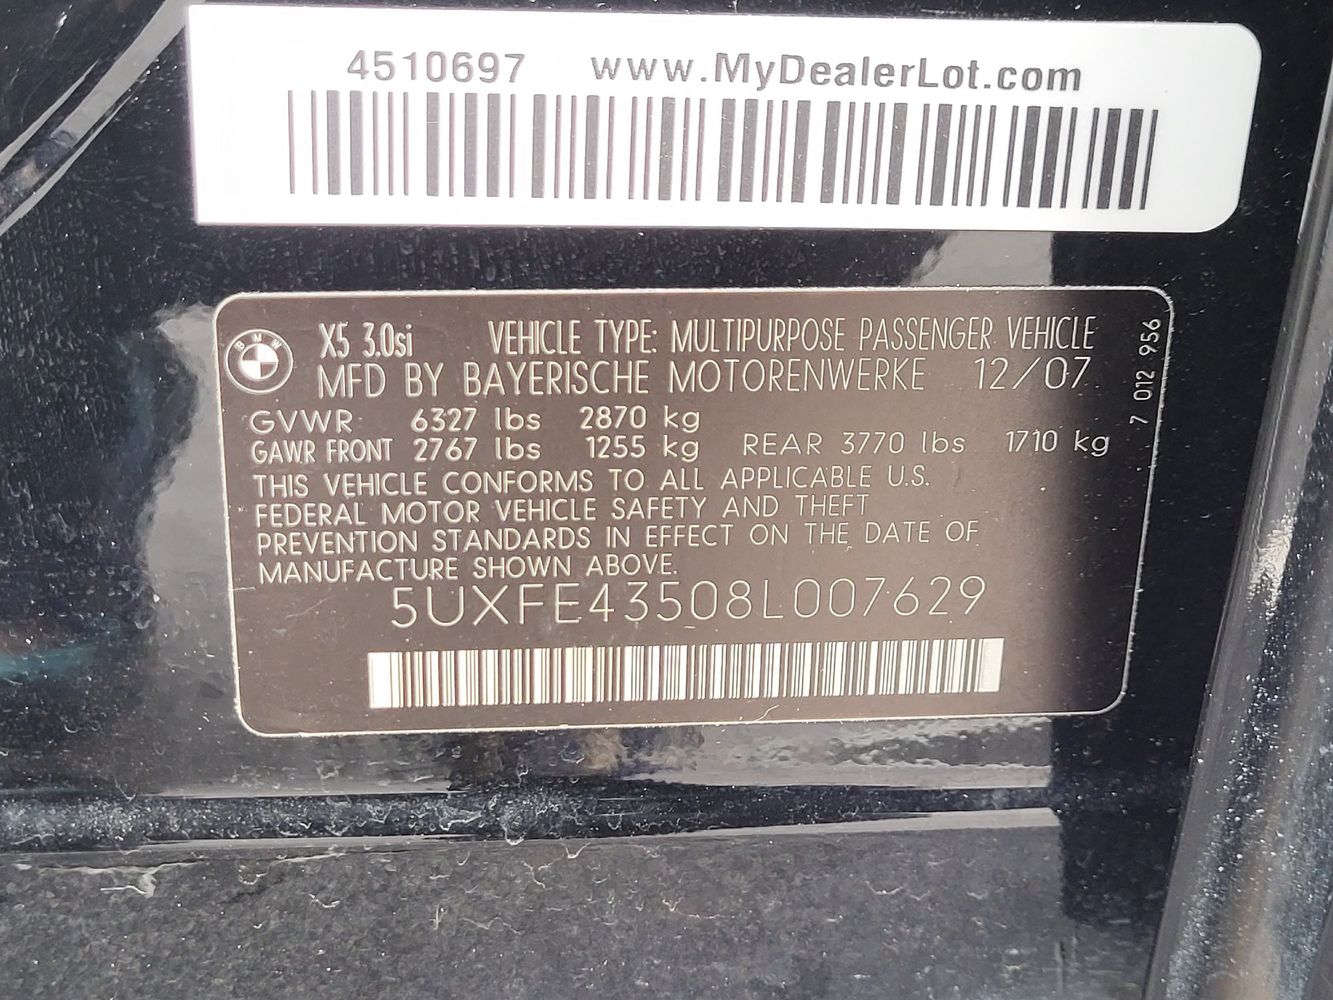 4510697 www.MyDealerLot.com
BMW
X5 3.0si VEHICLE TYPE: MULTIPURPOSE PASSENGER VEHICLE
MFD BY BAYERISCHE MOTORENWERKE 12/07
GVWR 6327 lbs 2870 kg
GAWR FRONT 2767 lbs 1255 kg REAR 3770 lbs 1710 kg
THIS VEHICLE CONFORMS TO ALL APPLICABLE U.S.
FEDERAL MOTOR VEHICLE SAFETY AND THEFT
PREVENTION STANDARDS IN EFFECT ON THE DATE OF
MANUFACTURE SHOWN ABOVE.
5UXFE43508L007629
7 012 956